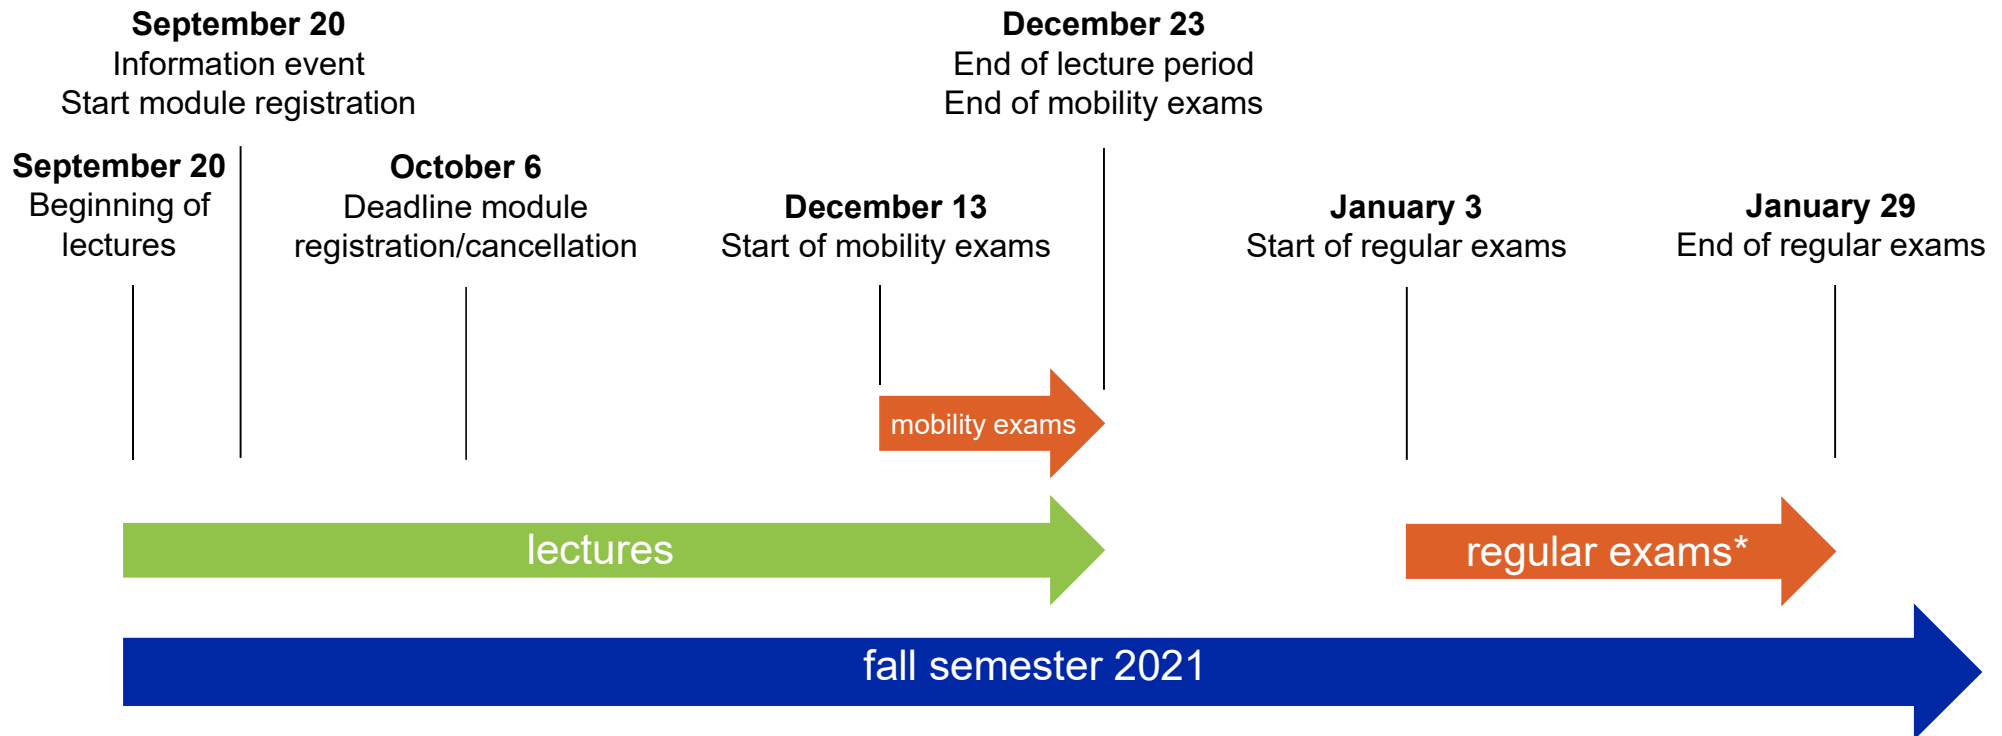 September 20
Information event
Start module registration
December 23
End of lecture period
End of mobility exams
September 20
Beginning of
lectures
October 6
Deadline module
registration/cancellation
December 13
Start of mobility exams
January 3
Start of regular exams
January 29
End of regular exams
mobility exams
lectures
regular exams*
fall semester 2021